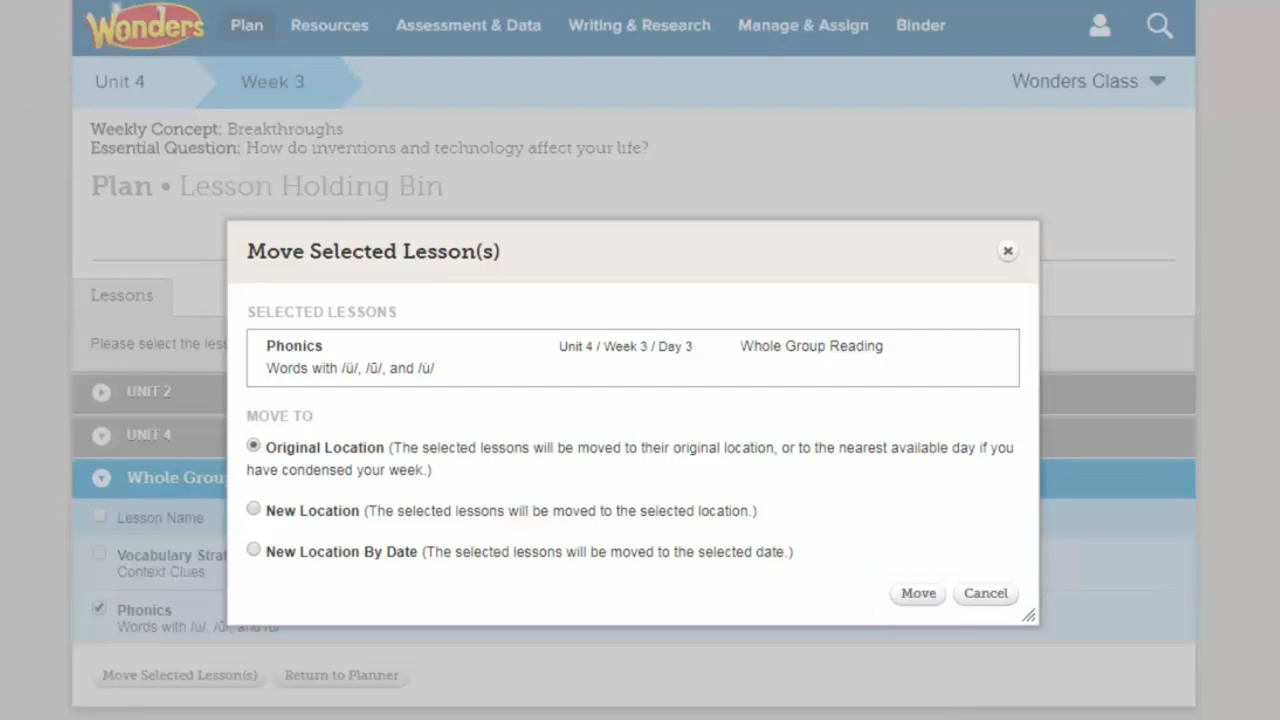 Wonders Plan Resources Assessment & Data Writing & Research Manage & Assign Binder
Unit 4 Week 3 Wonders Class
Weekly Concept: Breakthroughs
Essential Question: How do inventions and technology affect your life?
Plan • Lesson Holding Bin
Move Selected Lesson(s)
Lessons
SELECTED LESSONS
Please select the
Phonics Unit 4 / Week 3 / Day 3 Whole Group Reading
Words with /ü/, /ū/, and /ů/
UNIT 2
MOVE TO
UNIT 4
Original Location (The selected lessons will be moved to their original location, or to the nearest available day if you
have condensed your week.)
Whole
New Location (The selected lessons will be moved to the selected location.)
Lesson Name
New Location By Date (The selected lessons will be moved to the selected date.)
Vocabulary
Context Clues
Move Cancel
Phonics
Words with
Move Selected Lesson(s) Return to Planner